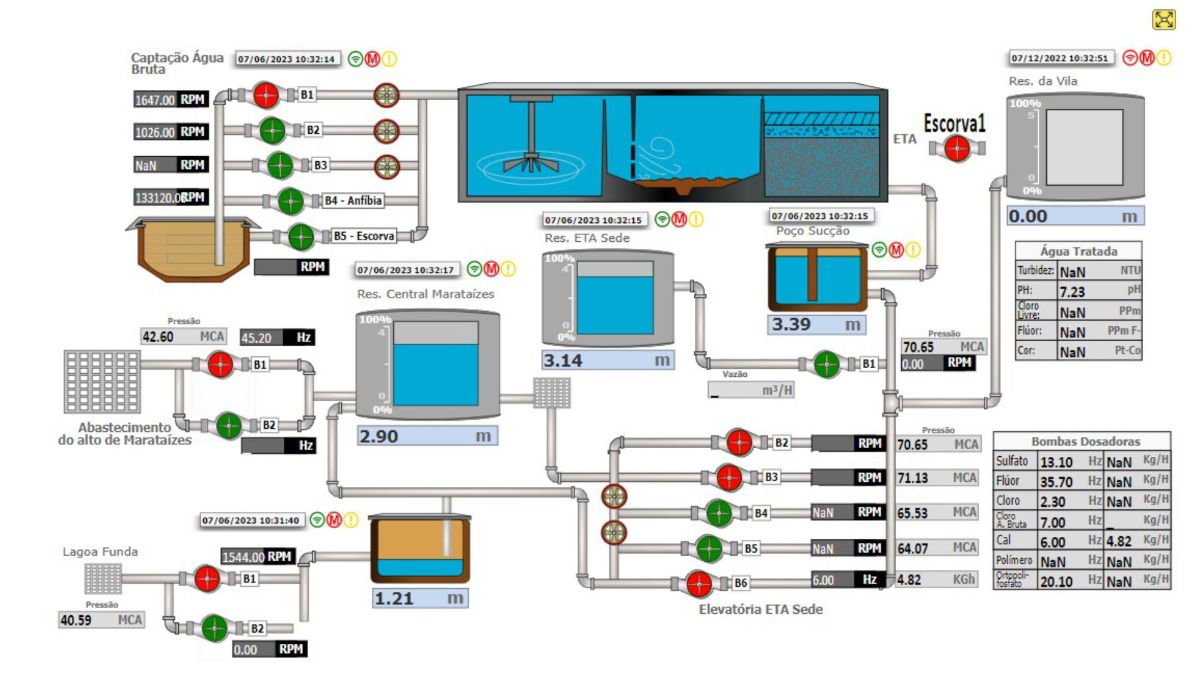 Captação Água
Bruta
07/06/2023 10:32:14
M
!
1647.00 RPM
B1
1026.00 RPM
B2
NaN RPM
B3
133120.0 RPM
B4 - Anfíbia
B5 - Escorva
RPM
ETA
Escorva1
07/12/2022 10:32:51
M
!
Res. da Vila
100%
0
0%
0.00 m
07/06/2023 10:32:15
M
!
Res. ETA Sede
100%
4
0
0%
3.14 m
07/06/2023 10:32:15
Poço Sucção
M
!
3.39 m
Água Tratada
Turbidez: NaN NTU
PH: 7.23 pH
Cloro
Livre: NaN PPm
Flúor: NaN PPm F-
Cor: NaN Pt-Co
07/06/2023 10:32:17
M
!
Res. Central Marataízes
100%
4
0
0%
2.90 m
Pressão
42.60 MCA
45.20 Hz
B1
B2
Hz
Abastecimento
do alto de Marataízes
Vazão
_ m³/H
B1
Pressão
70.65 MCA
0.00 RPM
Pressão
B2 RPM 70.65 MCA
B3 RPM 71.13 MCA
B4 NaN RPM 65.53 MCA
B5 NaN RPM 64.07 MCA
B6 6.00 Hz 4.82 KGh
Elevatória ETA Sede
Bombas Dosadoras
Sulfato 13.10 Hz NaN Kg/H
Flúor 35.70 Hz NaN Kg/H
Cloro 2.30 Hz NaN Kg/H
Cloro
A. Bruta 7.00 Hz _ Kg/H
Cal 6.00 Hz 4.82 Kg/H
Polímero NaN Hz NaN Kg/H
Ortopoli-
fosfato 20.10 Hz NaN Kg/H
07/06/2023 10:31:40
M
!
Lagoa Funda
1544.00 RPM
B1
Pressão
40.59 MCA
B2
0.00 RPM
1.21 m